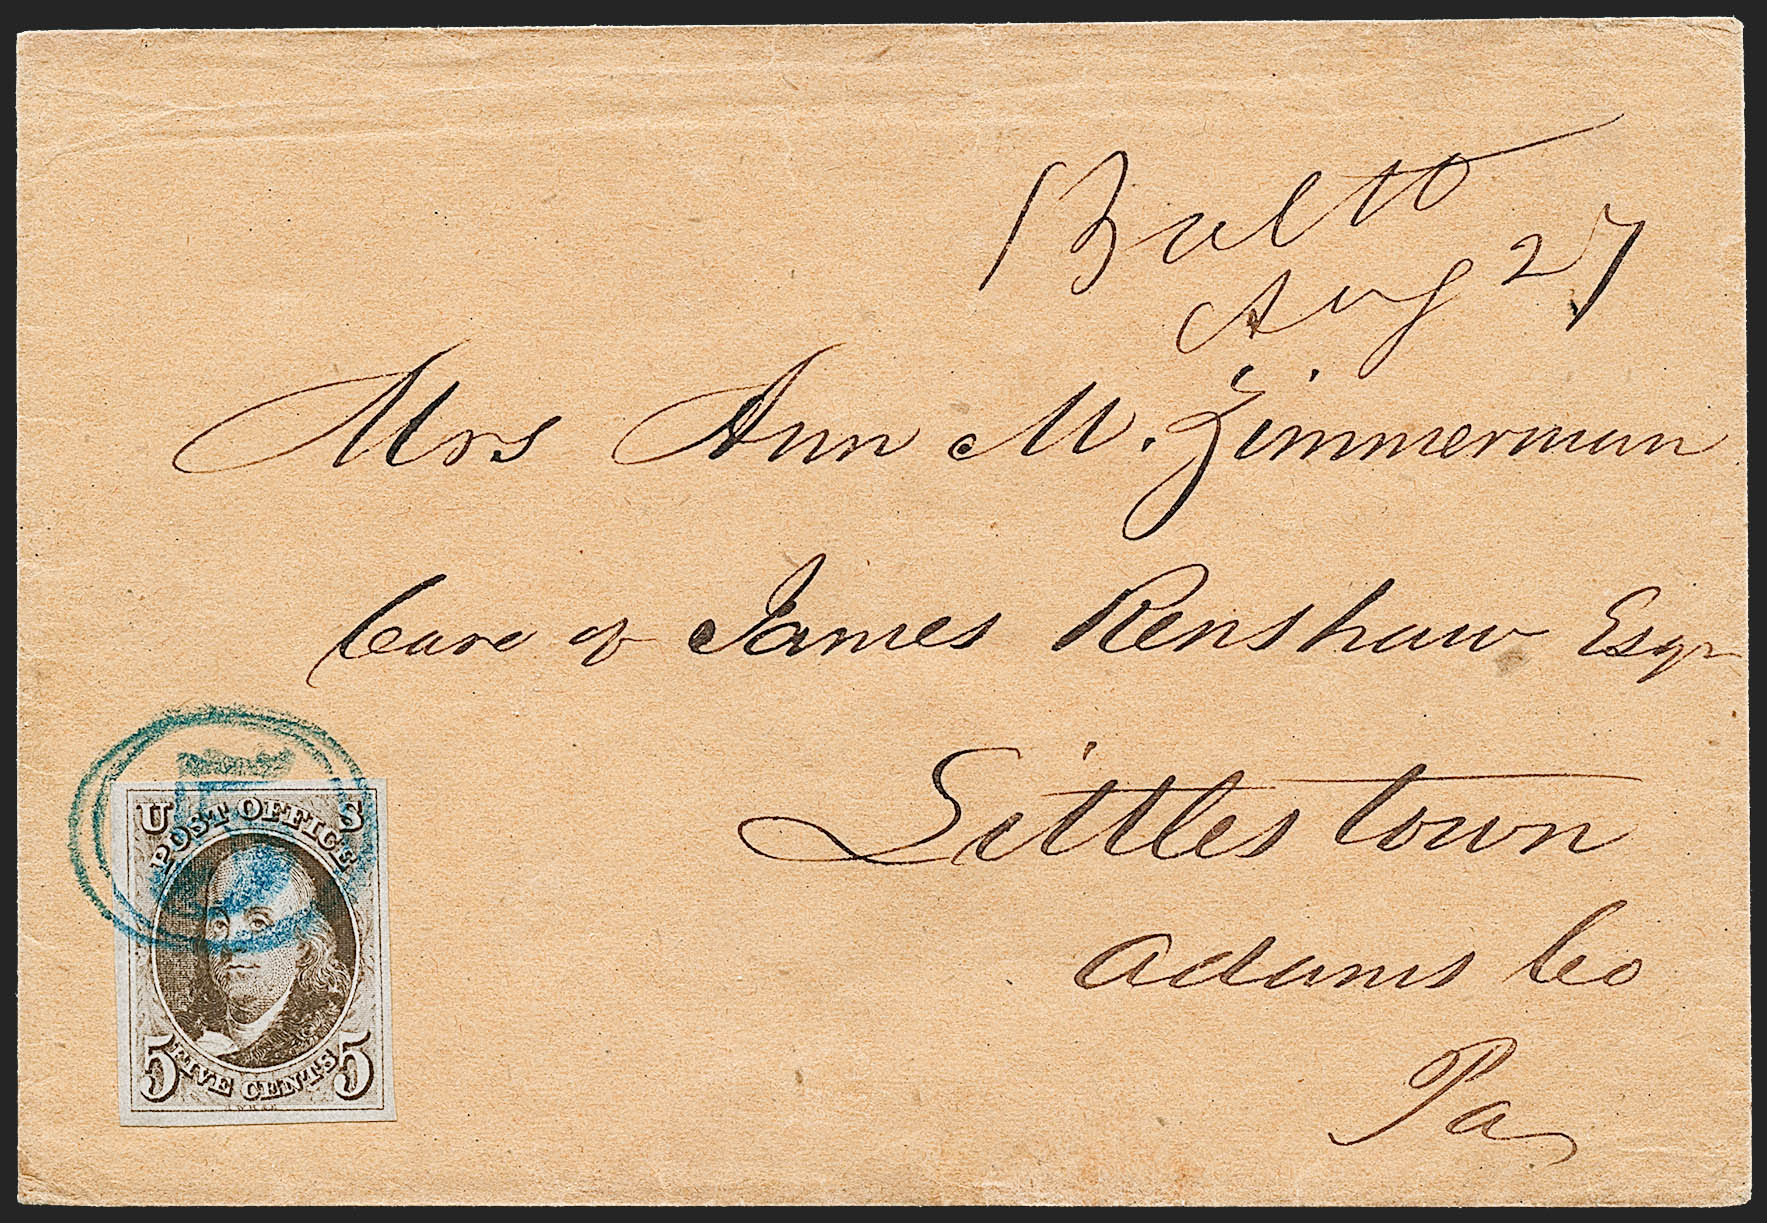 Balto
Aug 27
Mrs Ann M. Zimmerman
Care of James Renshaw Esqr
Littlestown
Adams Co
Pa
5
U S
POST OFFICE
5 FIVE CENTS 5